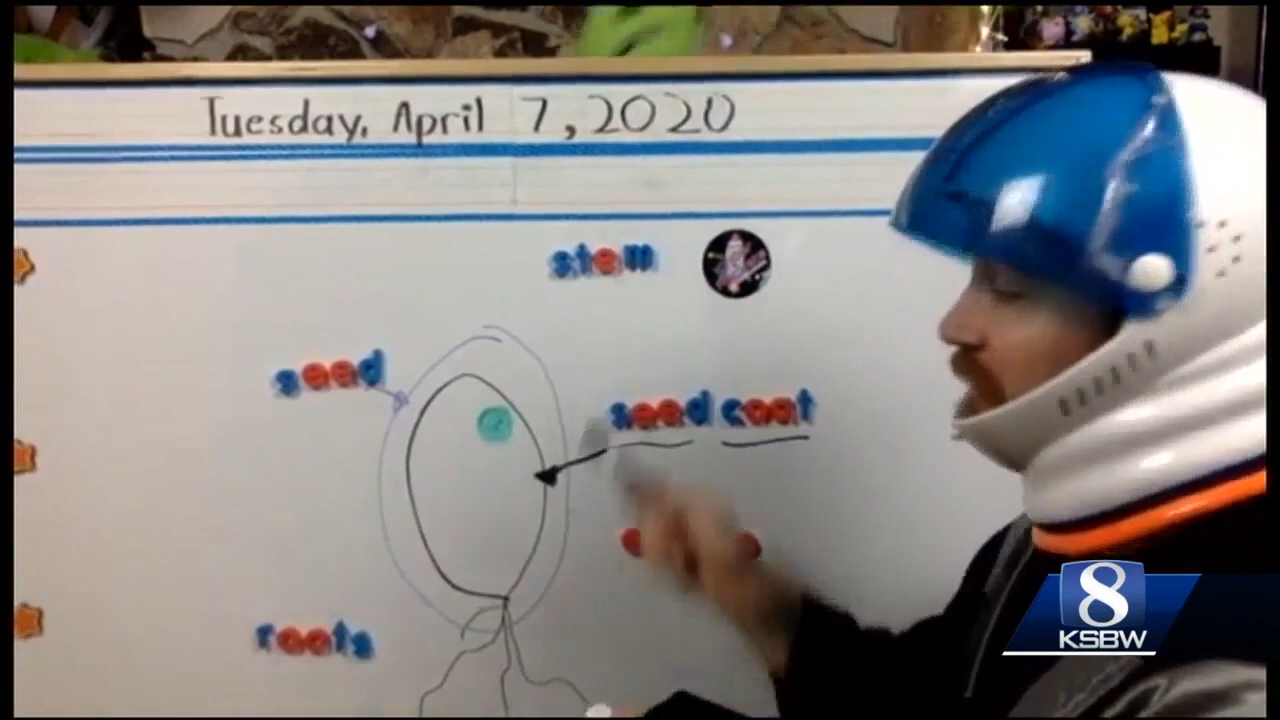 Tuesday, April 7, 2020
stem
seed
seed coat
roots
8
KSBW